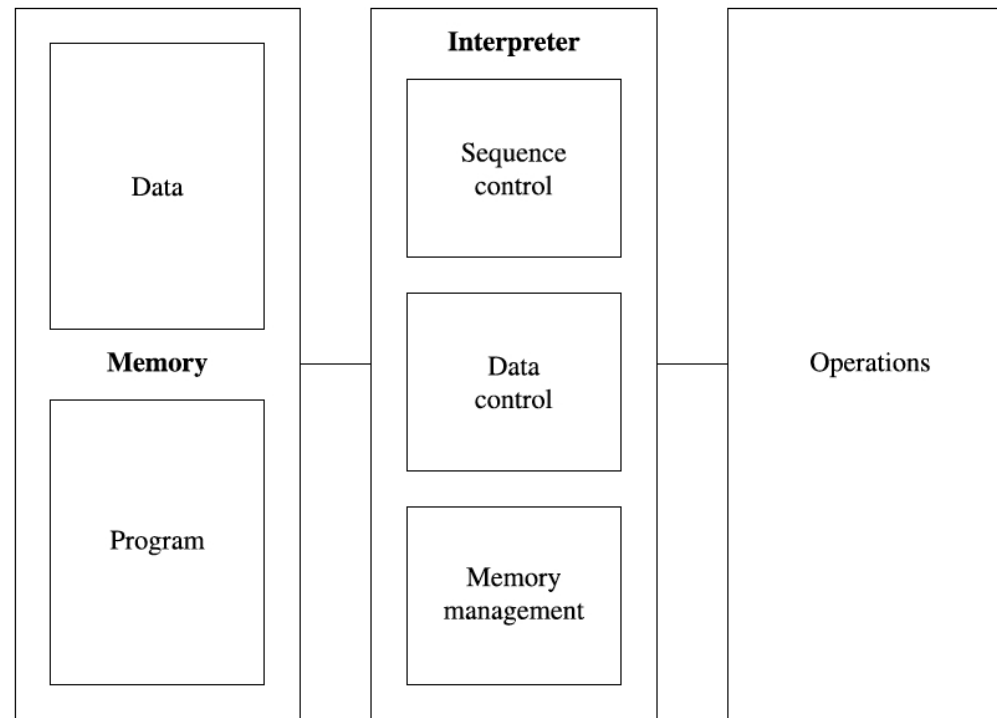 Data
Memory
Program
Interpreter
Sequence
control
Data
control
Memory
management
Operations